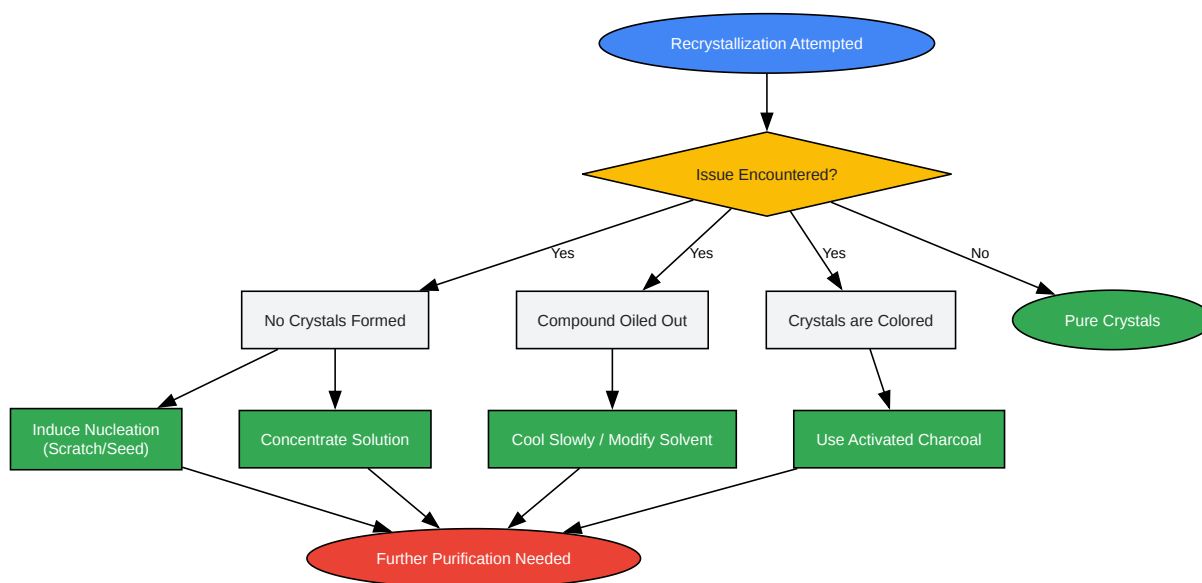 Recrystallization Attempted
Issue Encountered?
Yes
Yes
Yes
No
No Crystals Formed
Compound Oiled Out
Crystals are Colored
Pure Crystals
Induce Nucleation
(Scratch/Seed)
Concentrate Solution
Cool Slowly / Modify Solvent
Use Activated Charcoal
Further Purification Needed